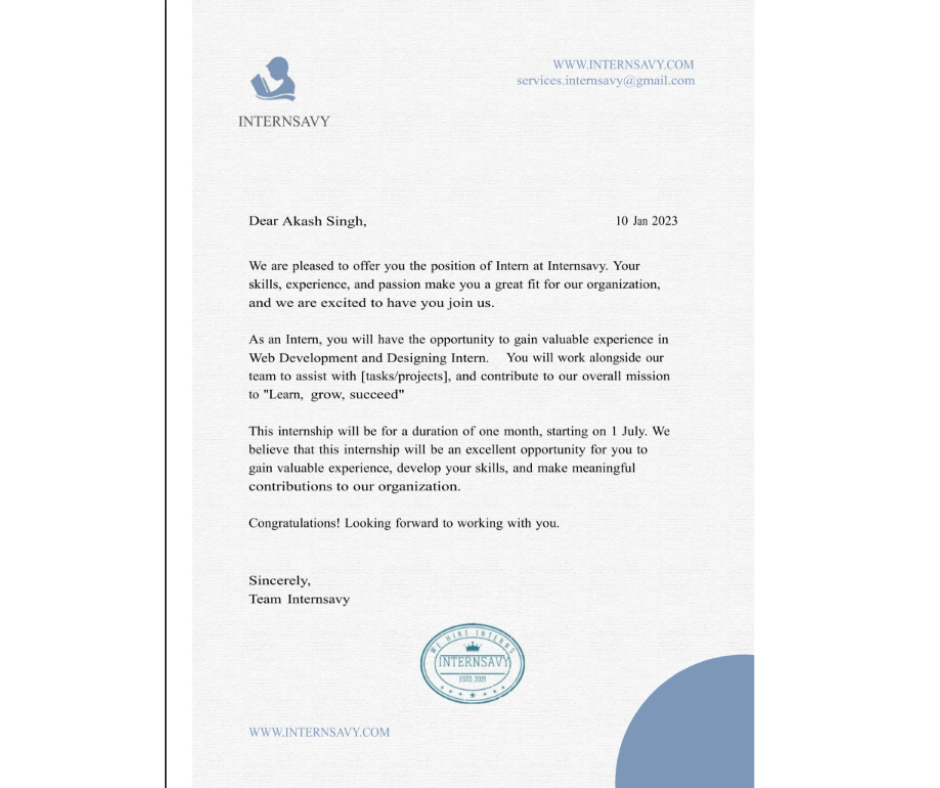 WWW.INTERNSAVY.COM
services.internsavy@gmail.com
INTERNSAVY
Dear Akash Singh,
10 Jan 2023
We are pleased to offer you the position of Intern at Internsavy. Your
skills, experience, and passion make you a great fit for our organization,
and we are excited to have you join us.
As an Intern, you will have the opportunity to gain valuable experience in
Web Development and Designing Intern. You will work alongside our
team to assist with [tasks/projects], and contribute to our overall mission
to "Learn, grow, succeed"
This internship will be for a duration of one month, starting on 1 July. We
believe that this internship will be an excellent opportunity for you to
gain valuable experience, develop your skills, and make meaningful
contributions to our organization.
Congratulations! Looking forward to working with you.
Sincerely,
Team Internsavy
WE HIRE INTERNS
INTERNSAVY
ESTD. 2021
WWW.INTERNSAVY.COM